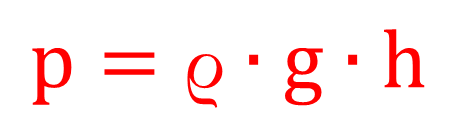 p = ϱ · g · h